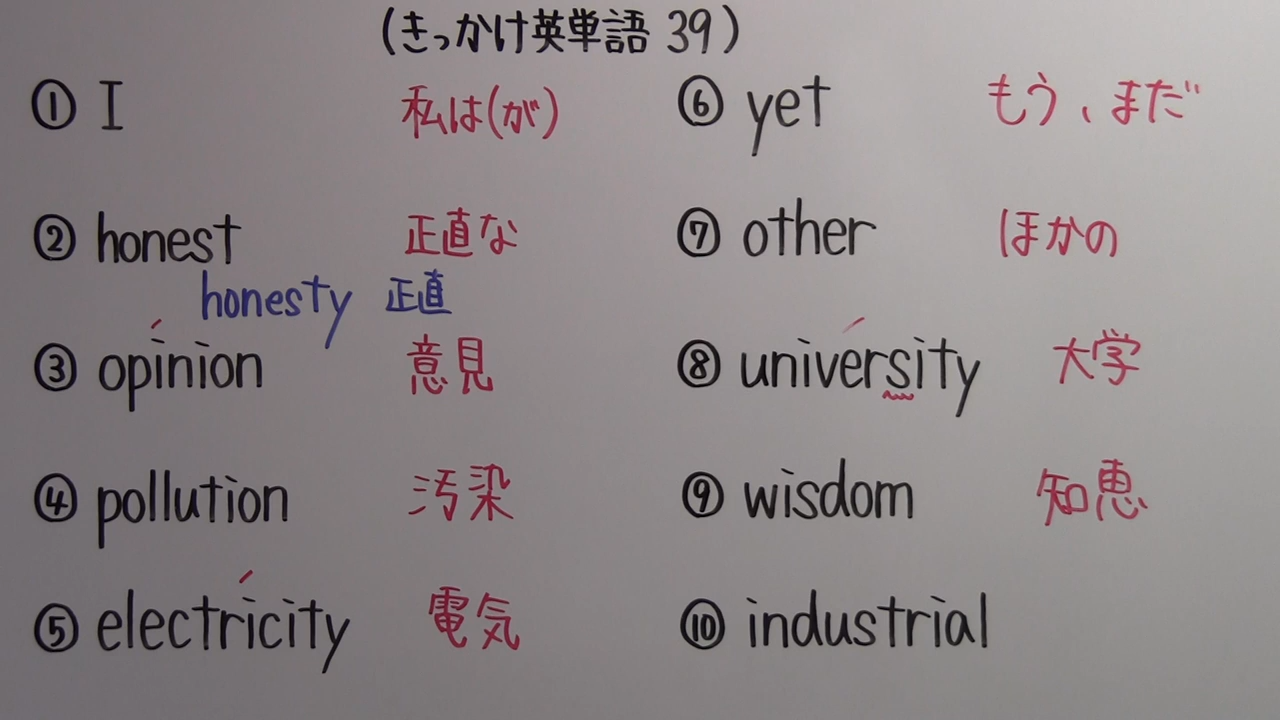 (きっかけ英単語 39)
① I 私は(が)
② honest 正直な
honesty 正直
③ opinion 意見
④ pollution 汚染
⑤ electricity 電気
⑥ yet もう、まだ
⑦ other ほかの
⑧ university 大学
⑨ wisdom 知恵
⑩ industrial